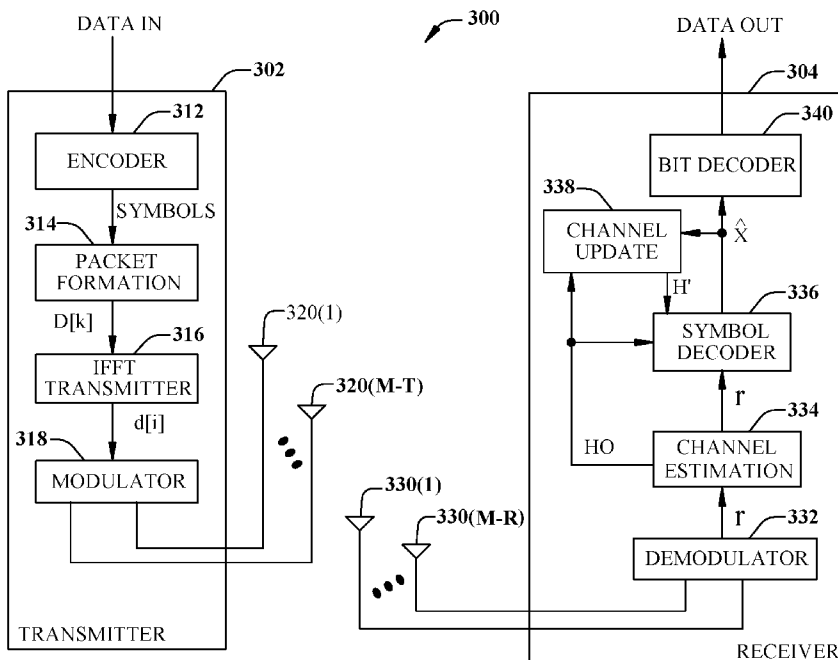 300
DATA IN
302
312
ENCODER
SYMBOLS
314
PACKET
FORMATION
D[k]
316
IFFT
TRANSMITTER
d[i]
318
MODULATOR
TRANSMITTER
320(1)
320(M-T)
330(1)
330(M-R)
DATA OUT
304
340
BIT DECODER
338
CHANNEL
UPDATE
X̂
H'
336
SYMBOL
DECODER
r
334
HO
CHANNEL
ESTIMATION
r
332
DEMODULATOR
RECEIVER